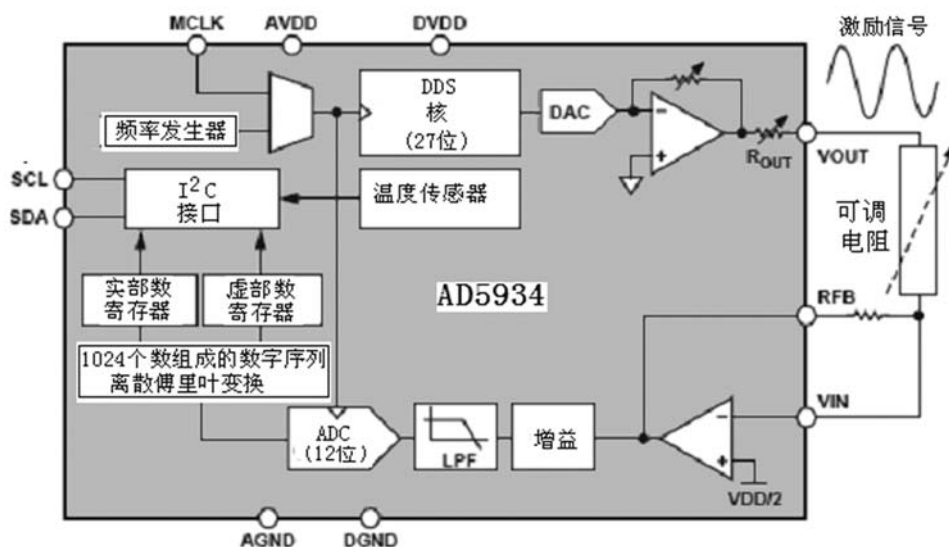 MCLK
AVDD
DVDD
激励信号
频率发生器
DDS
核
(27位)
DAC
ROUT
VOUT
SCL
SDA
I²C
接口
温度传感器
可调
电阻
实部数
寄存器
虚部数
寄存器
AD5934
RFB
1024个数组成的数字序列
离散傅里叶变换
VIN
ADC
(12位)
LPF
增益
VDD/2
AGND
DGND